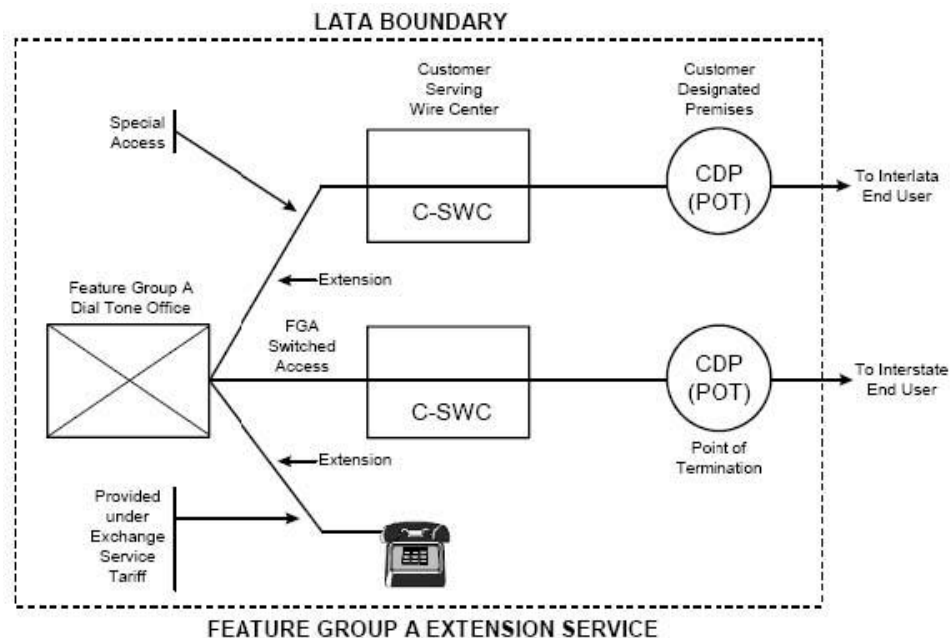 LATA BOUNDARY
Customer
Serving
Wire Center
Customer
Designated
Premises
Special
Access
C-SWC
CDP
(POT)
To Interlata
End User
Extension
Feature Group A
Dial Tone Office
FGA
Switched
Access
C-SWC
CDP
(POT)
To Interstate
End User
Point of
Termination
Extension
Provided
under
Exchange
Service
Tariff
FEATURE GROUP A EXTENSION SERVICE